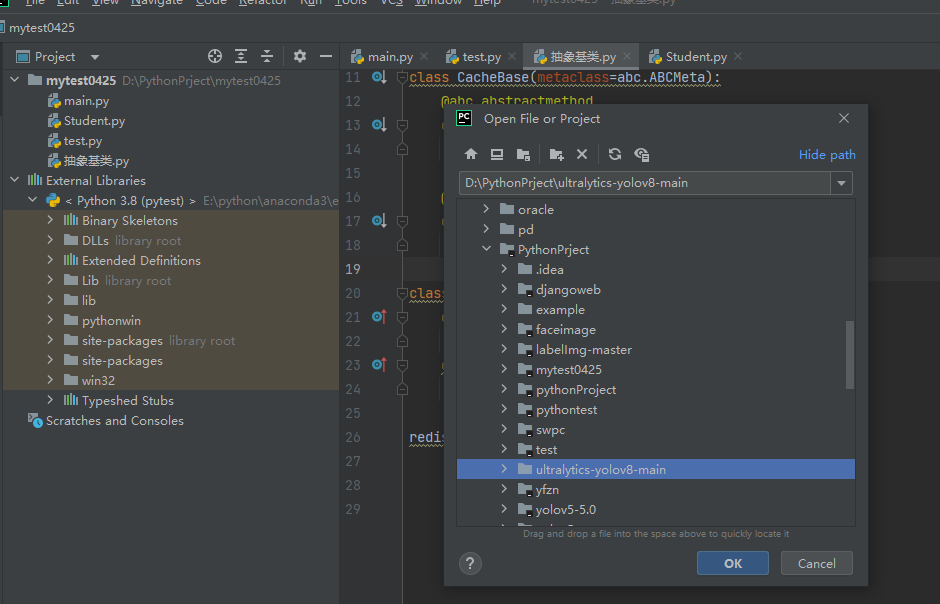 File Edit View Navigate Code Refactor Run Tools VCS Window Help mytest0425 - 抽象基类.py
mytest0425
Project
main.py
test.py
抽象基类.py
Student.py
mytest0425 D:\PythonPrject\mytest0425
main.py
Student.py
test.py
抽象基类.py
External Libraries
< Python 3.8 (pytest) > E:\python\anaconda3\e
Binary Skeletons
DLLs library root
Extended Definitions
Lib library root
lib
pythonwin
site-packages library root
site-packages
win32
Typeshed Stubs
Scratches and Consoles
11 class CacheBase(metaclass=abc.ABCMeta):
12 @abc.abstractmethod
13
14
15
16
17
18
19
20 clas
21
22
23
24
25
26 redis
27
28
29
PC Open File or Project
Hide path
D:\PythonPrject\ultralytics-yolov8-main
oracle
pd
PythonPrject
.idea
djangoweb
example
faceimage
labelImg-master
mytest0425
pythonProject
pythontest
swpc
test
ultralytics-yolov8-main
yfzn
yolov5-5.0
Drag and drop a file into the space above to quickly locate it
?
OK
Cancel